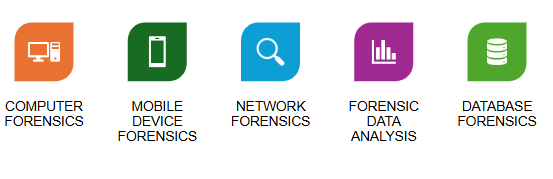 COMPUTER
FORENSICS
MOBILE
DEVICE
FORENSICS
NETWORK
FORENSICS
FORENSIC
DATA
ANALYSIS
DATABASE
FORENSICS